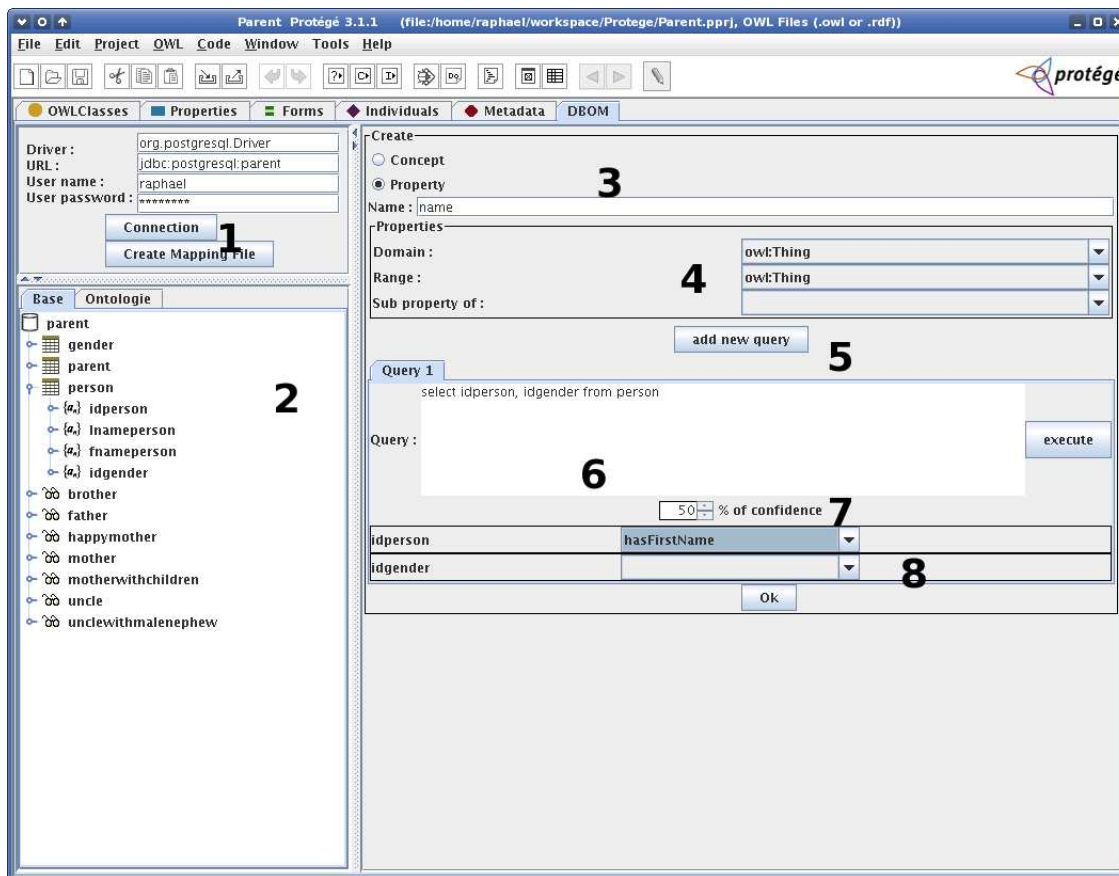 Parent Protégé 3.1.1 (file:/home/raphael/workspace/Protege/Parent.pprj, OWL Files (.owl or .rdf))
File Edit Project OWL Code Window Tools Help
protégé
OWLClasses Properties Forms Individuals Metadata DBOM
Driver : org.postgresql.Driver
URL : jdbc:postgresql:parent
User name : raphael
User password : ********
Connection
1
Create Mapping File
Base Ontologie
parent
gender
parent
person
2
{aₙ} idperson
{aₙ} lnameperson
{aₙ} fnameperson
{aₙ} idgender
brother
father
happymother
mother
motherwithchildren
uncle
unclewithmalenephew
Create
Concept
Property
3
Name : name
Properties
Domain : owl:Thing
Range : owl:Thing
4
Sub property of :
add new query
5
Query 1
select idperson, idgender from person
Query :
execute
6
50 % of confidence
7
idperson hasFirstName
idgender
8
Ok